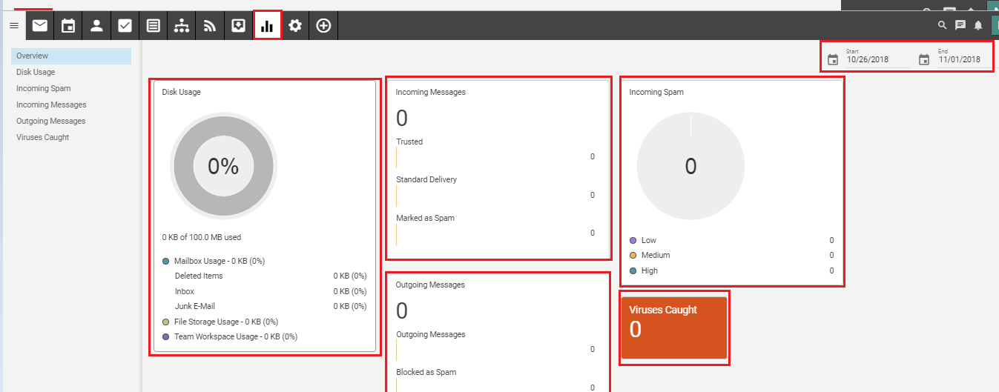 Start
End
10/26/2018
11/01/2018
Overview
Disk Usage
Incoming Spam
Incoming Messages
Outgoing Messages
Viruses Caught
Disk Usage
0%
0 KB of 100.0 MB used
Mailbox Usage - 0 KB (0%)
Deleted Items 0 KB (0%)
Inbox 0 KB (0%)
Junk E-Mail 0 KB (0%)
File Storage Usage - 0 KB (0%)
Team Workspace Usage - 0 KB (0%)
Incoming Messages
0
Trusted
0
Standard Delivery
0
Marked as Spam
0
Outgoing Messages
0
Outgoing Messages
0
Blocked as Spam
0
Incoming Spam
0
Low 0
Medium 0
High 0
Viruses Caught
0